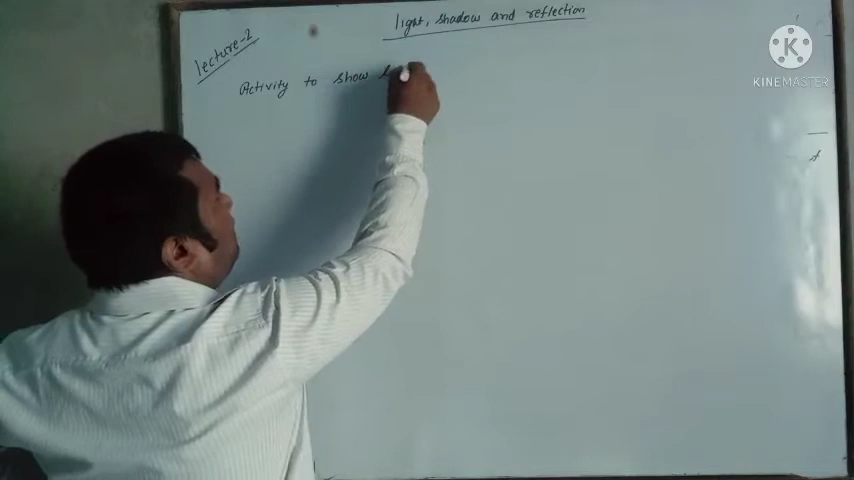 light, shadow and reflection
lecture-2
Activity to show
KINEMASTER